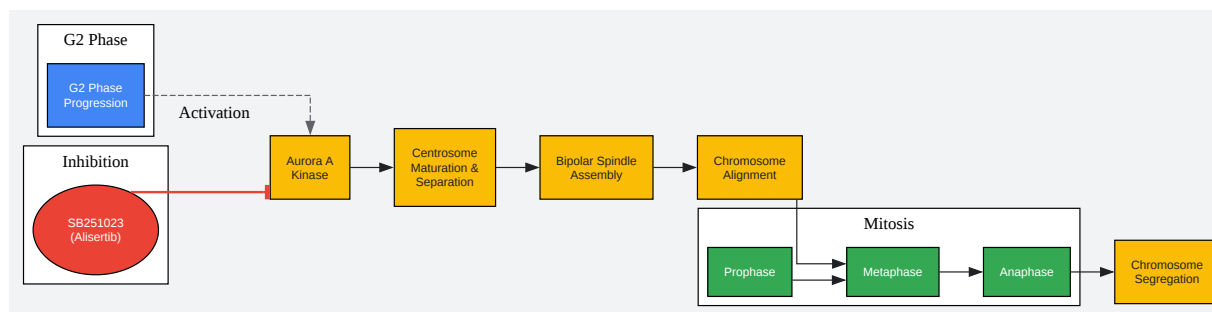 G2 Phase
G2 Phase
Progression
Activation
Inhibition
SB251023
(Alisertib)
Aurora A
Kinase
Centrosome
Maturation &
Separation
Bipolar Spindle
Assembly
Chromosome
Alignment
Mitosis
Prophase
Metaphase
Anaphase
Chromosome
Segregation